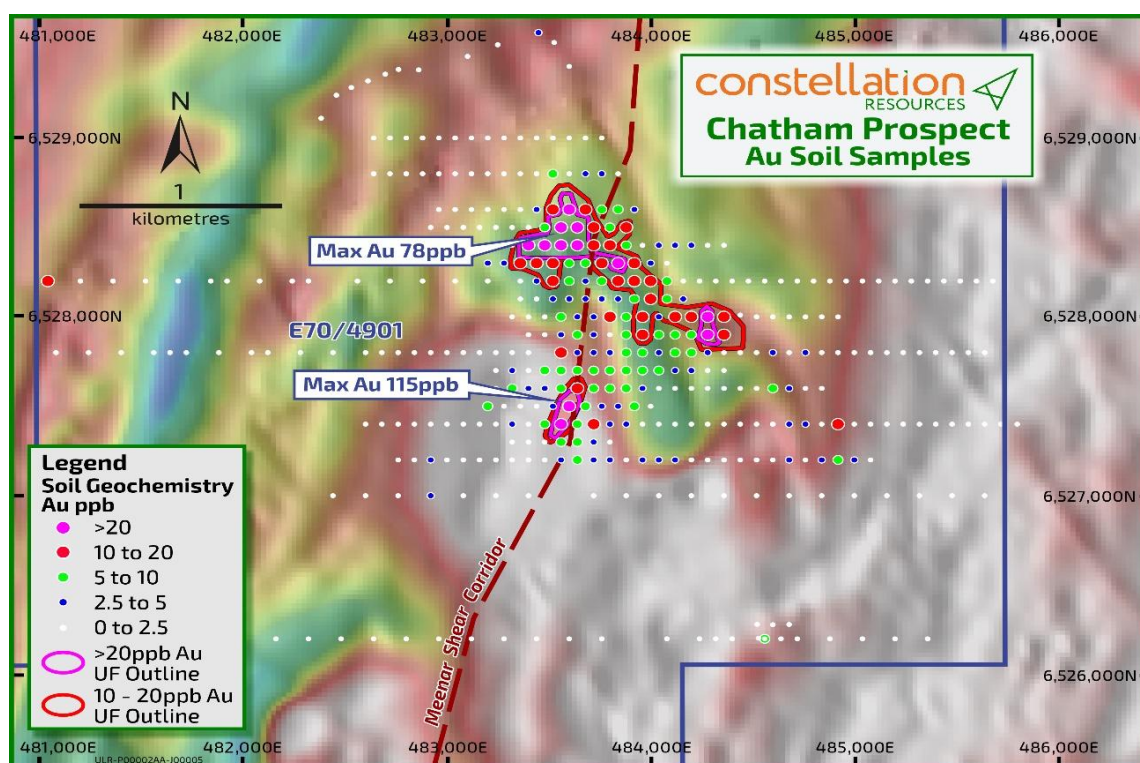 481,000E 482,000E 483,000E 484,000E 485,000E 486,000E
constellation
RESOURCES
Chatham Prospect
Au Soil Samples
N
6,529,000N
6,529,000N
1
kilometres
Max Au 78ppb
6,528,000N
6,528,000N
E70/4901
Max Au 115ppb
Legend
Soil Geochemistry
Au ppb
>20
10 to 20
5 to 10
2.5 to 5
0 to 2.5
>20ppb Au
UF Outline
10 - 20ppb Au
UF Outline
6,527,000N
Meenar Shear Corridor
6,526,000N
481,000E 482,000E 483,000E 484,000E 485,000E 486,000E
ULR-P00002AA-J00005